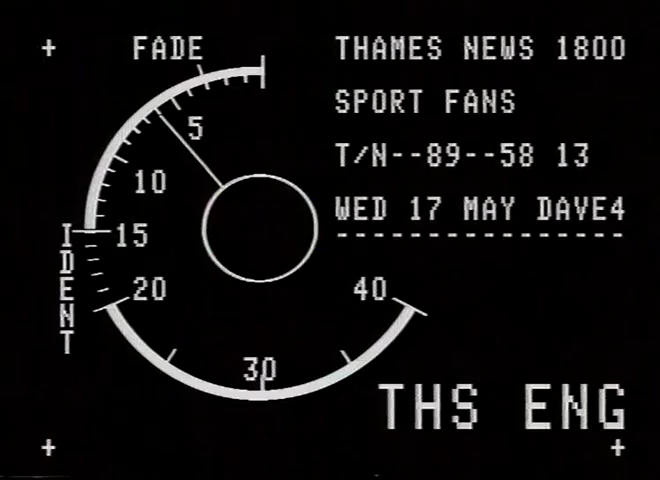 FADE
THAMES NEWS 1800
SPORT FANS
T/N--89--58 13
WED 17 MAY DAVE4
----------------
5
10
15
20
30
40
IDENT
THS ENG